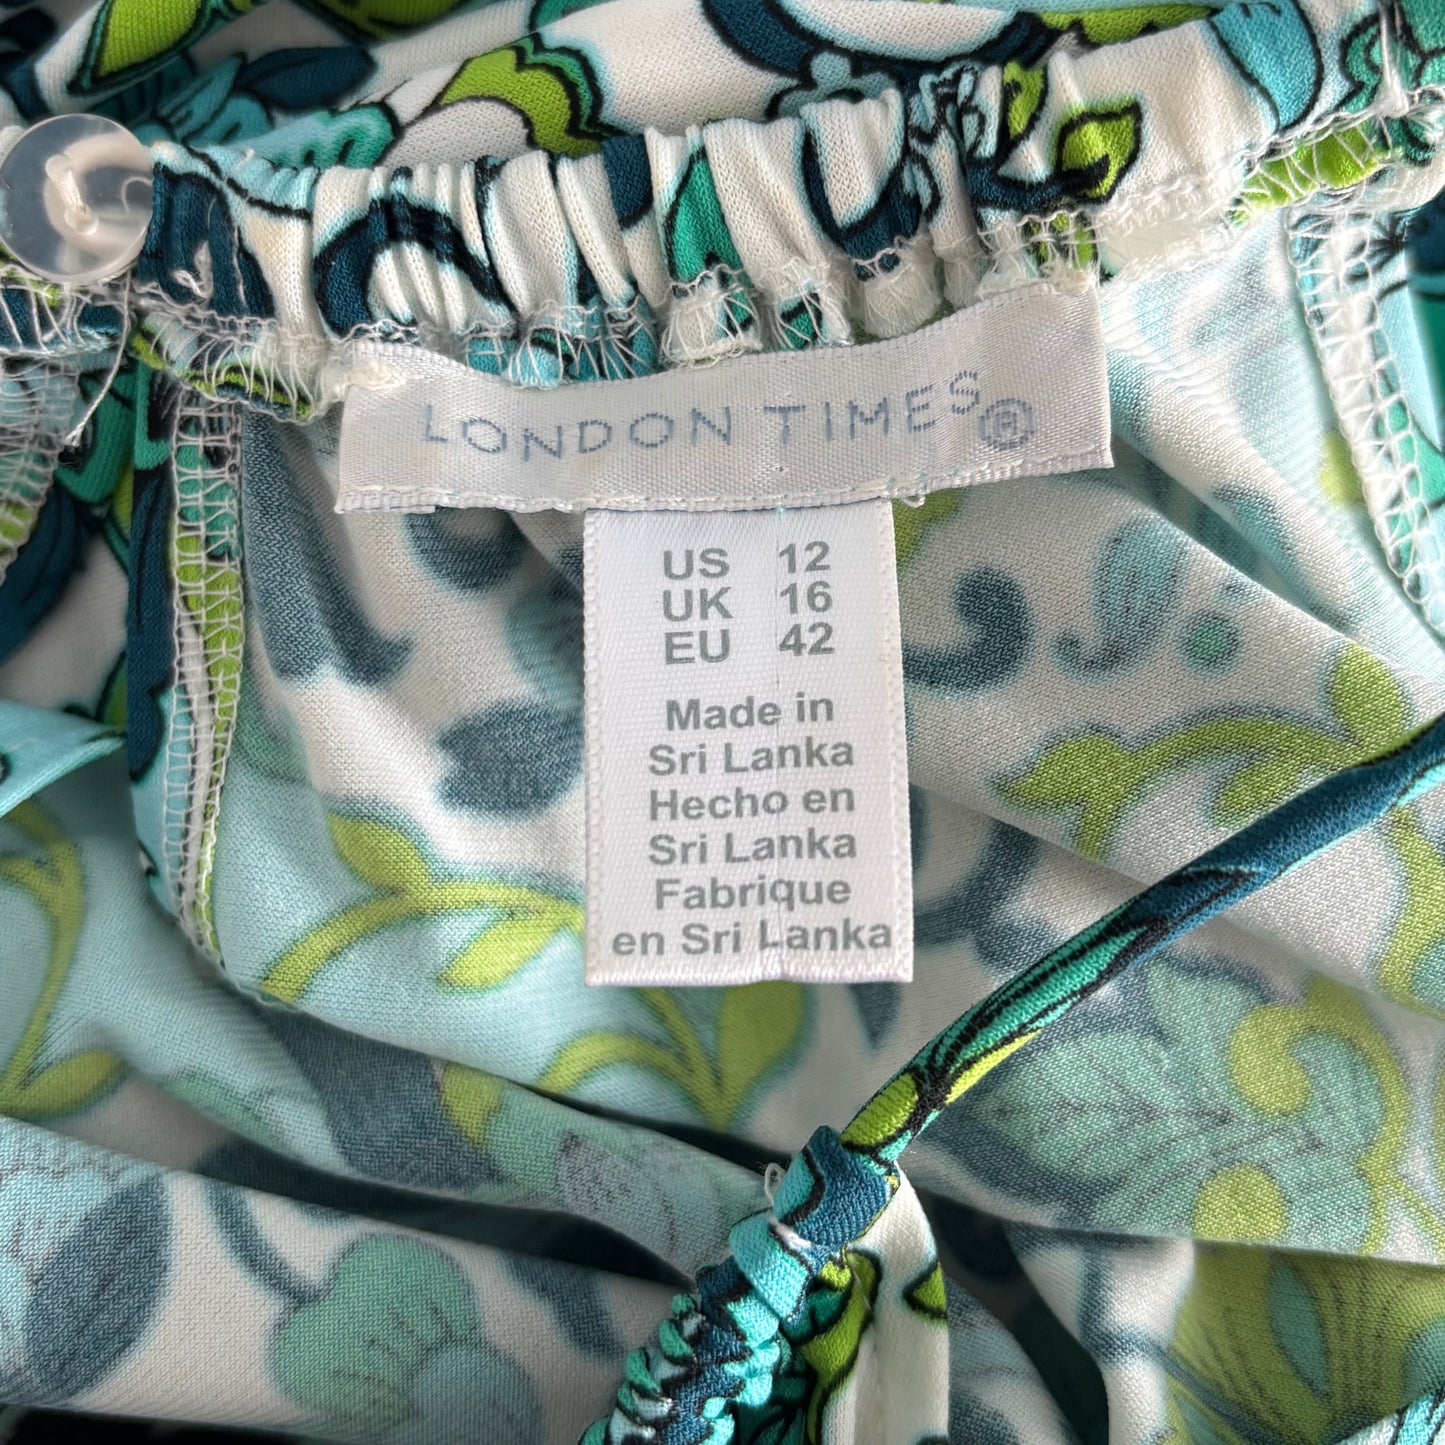 LONDON TIMES®
US 12
UK 16
EU 42
Made in
Sri Lanka
Hecho en
Sri Lanka
Fabrique
en Sri Lanka